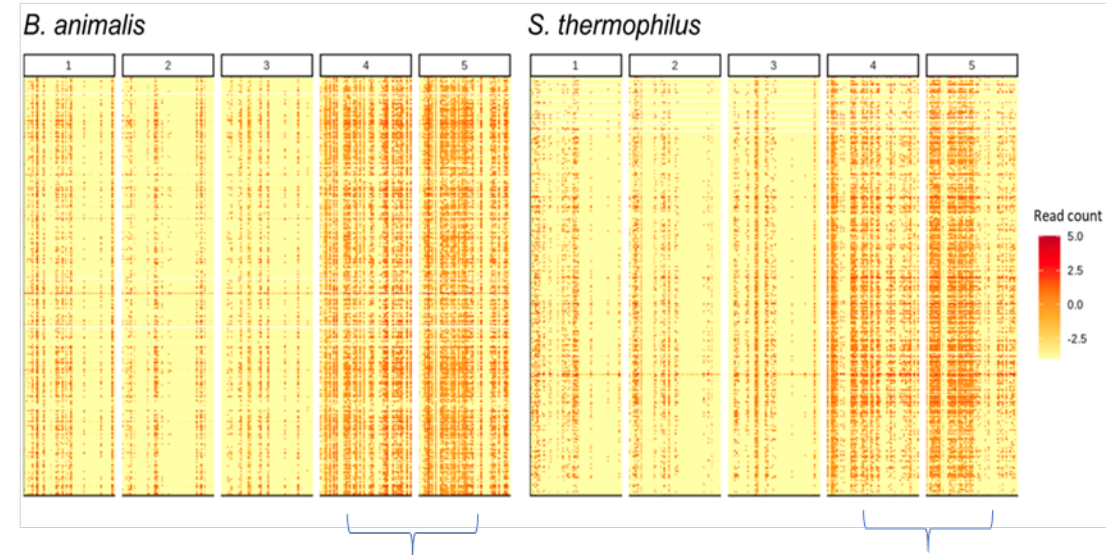 B. animalis
S. thermophilus
1 2 3 4 5
1 2 3 4 5
Read count
5.0
2.5
0.0
-2.5